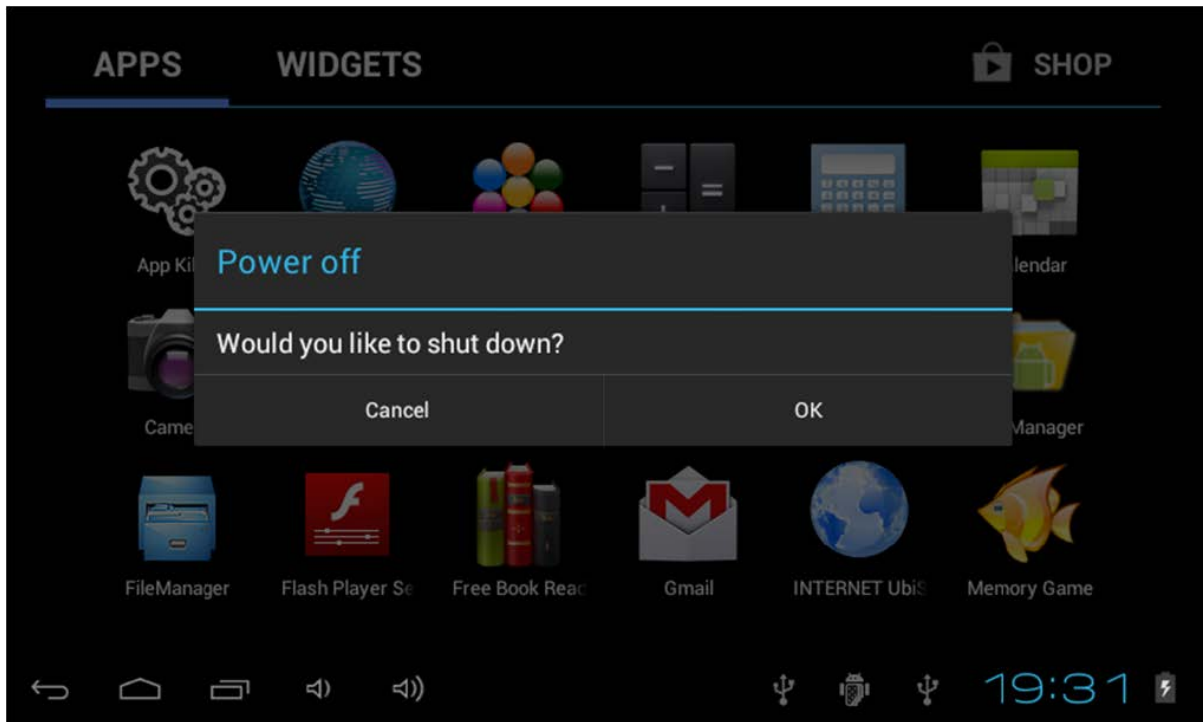 APPS WIDGETS SHOP
Power off
App Kil lendar
Would you like to shut down?
Cancel OK
Came Manager
FileManager Flash Player Se Free Book Reac Gmail INTERNET UbiS Memory Game
19:31